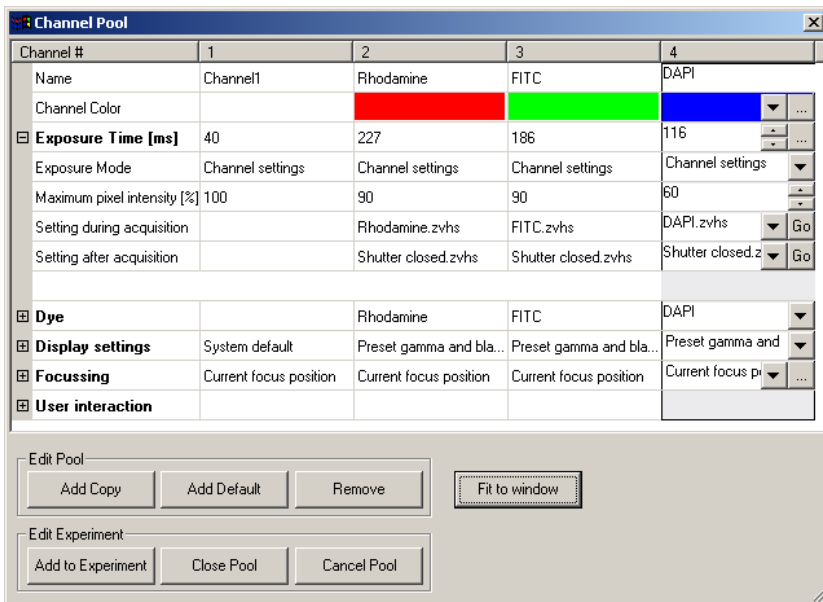 Channel Pool
Channel # 1 2 3 4
Name Channel1 Rhodamine FITC DAPI
Channel Color ...
Exposure Time [ms] 40 227 186 116 ...
Exposure Mode Channel settings Channel settings Channel settings Channel settings
Maximum pixel intensity [%] 100 90 90 60
Setting during acquisition Rhodamine.zvhs FITC.zvhs DAPI.zvhs Go
Setting after acquisition Shutter closed.zvhs Shutter closed.zvhs Shutter closed.z Go
Dye Rhodamine FITC DAPI
Display settings System default Preset gamma and bla... Preset gamma and bla... Preset gamma and
Focussing Current focus position Current focus position Current focus position Current focus p ...
User interaction
Edit Pool
Add Copy Add Default Remove Fit to window
Edit Experiment
Add to Experiment Close Pool Cancel Pool